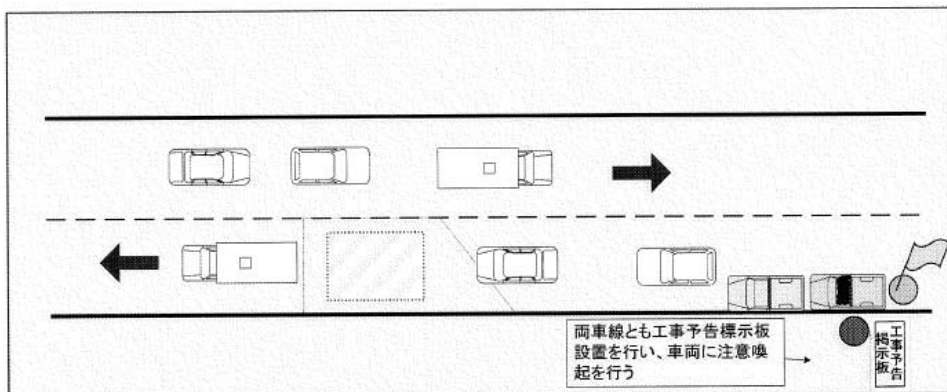 両車線とも工事予告標示板
設置を行い、車両に注意喚
起を行う
工事予告
掲示板